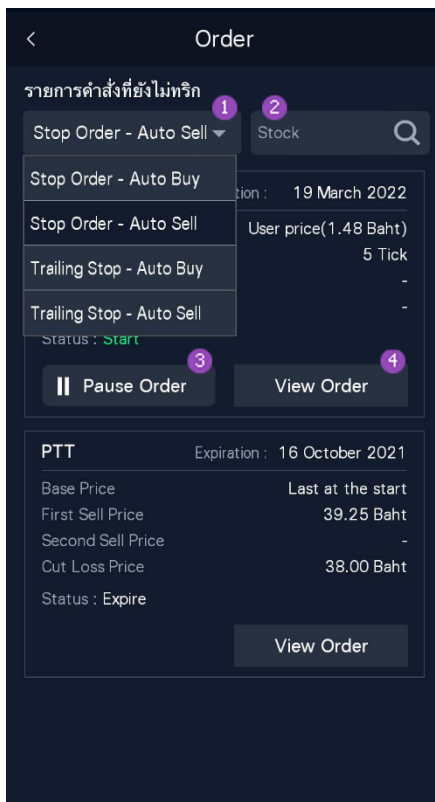 Order
รายการคำสั่งที่ยังไม่ทริก
1 2
Stop Order - Auto Sell Stock
Stop Order - Auto Buy
Stop Order - Auto Sell
Trailing Stop - Auto Buy
Trailing Stop - Auto Sell
19 March 2022
User price(1.48 Baht)
5 Tick
-
-
Status : Start
3 4
Pause Order View Order
PTT Expiration : 16 October 2021
Base Price Last at the start
First Sell Price 39.25 Baht
Second Sell Price -
Cut Loss Price 38.00 Baht
Status : Expire
View Order